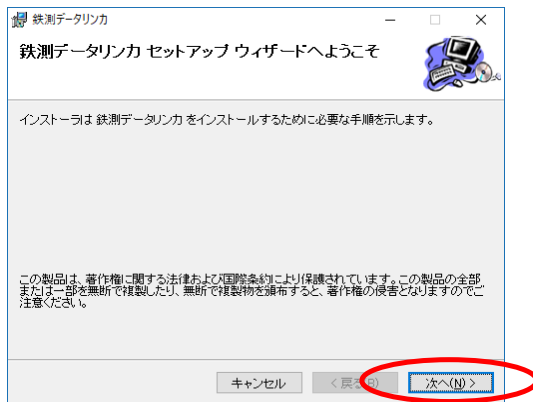 鉄測データリンカ
鉄測データリンカ セットアップ ウィザードへようこそ
インストーラは 鉄測データリンカ をインストールするために必要な手順を示します。
この製品は、著作権に関する法律および国際条約により保護されています。この製品の全部
または一部を無断で複製したり、無断で複製物を頒布すると、著作権の侵害となりますのでご
注意ください。
キャンセル
< 戻る(B)
次へ(N) >